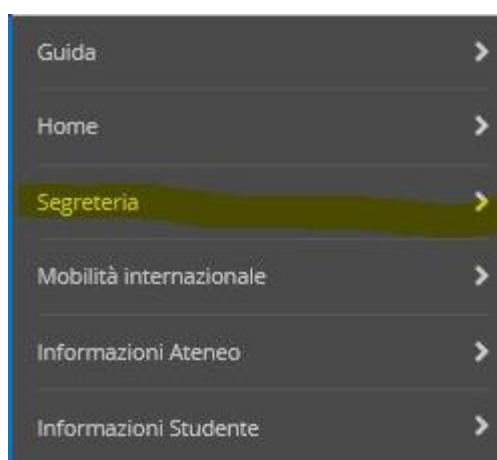 Guida
Home
Segreteria
Mobilità internazionale
Informazioni Ateneo
Informazioni Studente